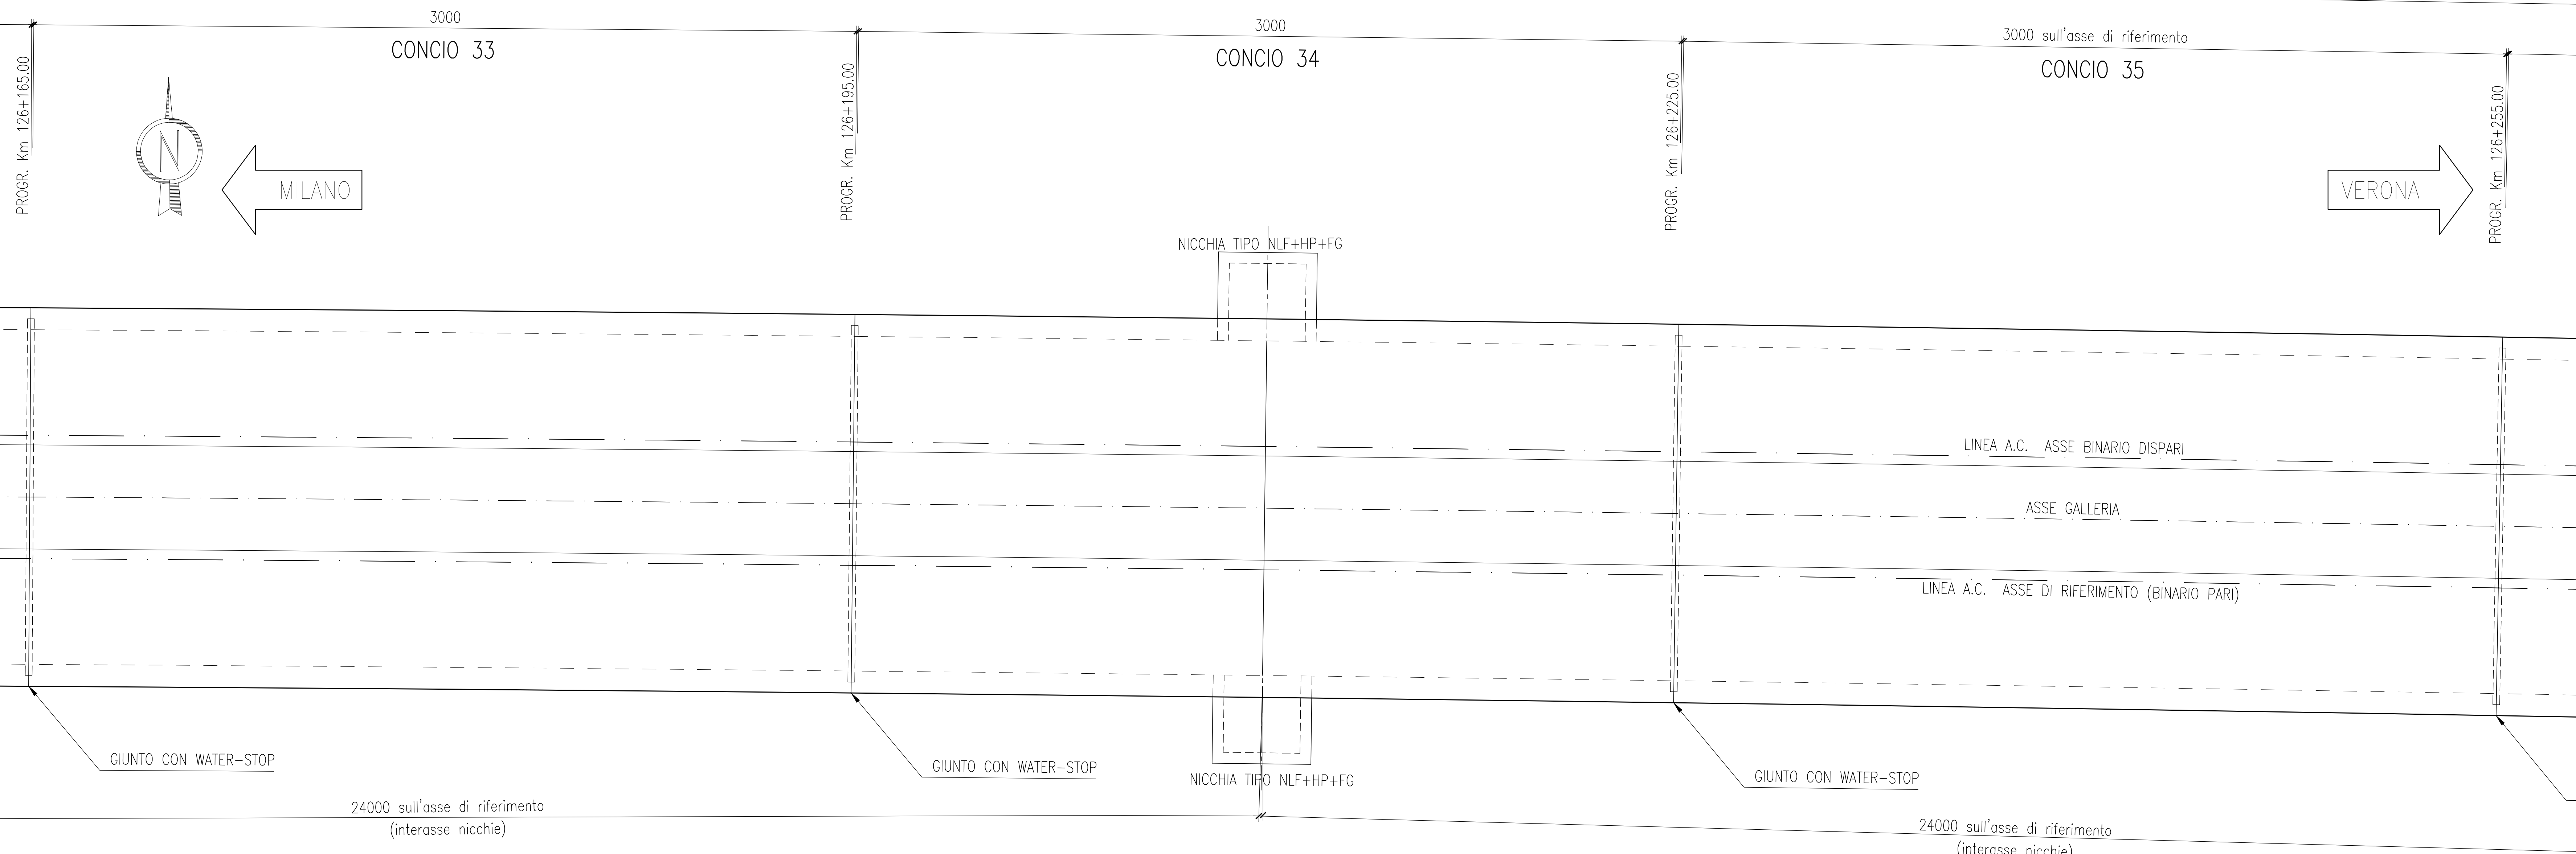 3000
3000
3000 sull'asse di riferimento
CONCIO 33
CONCIO 34
CONCIO 35
PROGR. Km 126+165.00
PROGR. Km 126+195.00
PROGR. Km 126+225.00
PROGR. Km 126+255.00
N
MILANO
VERONA
NICCHIA TIPO NLF+HP+FG
LINEA A.C. ASSE BINARIO DISPARI
ASSE GALLERIA
LINEA A.C. ASSE DI RIFERIMENTO (BINARIO PARI)
GIUNTO CON WATER-STOP
GIUNTO CON WATER-STOP
NICCHIA TIPO NLF+HP+FG
GIUNTO CON WATER-STOP
24000 sull'asse di riferimento
(interasse nicchie)
24000 sull'asse di riferimento
(interasse nicchie)